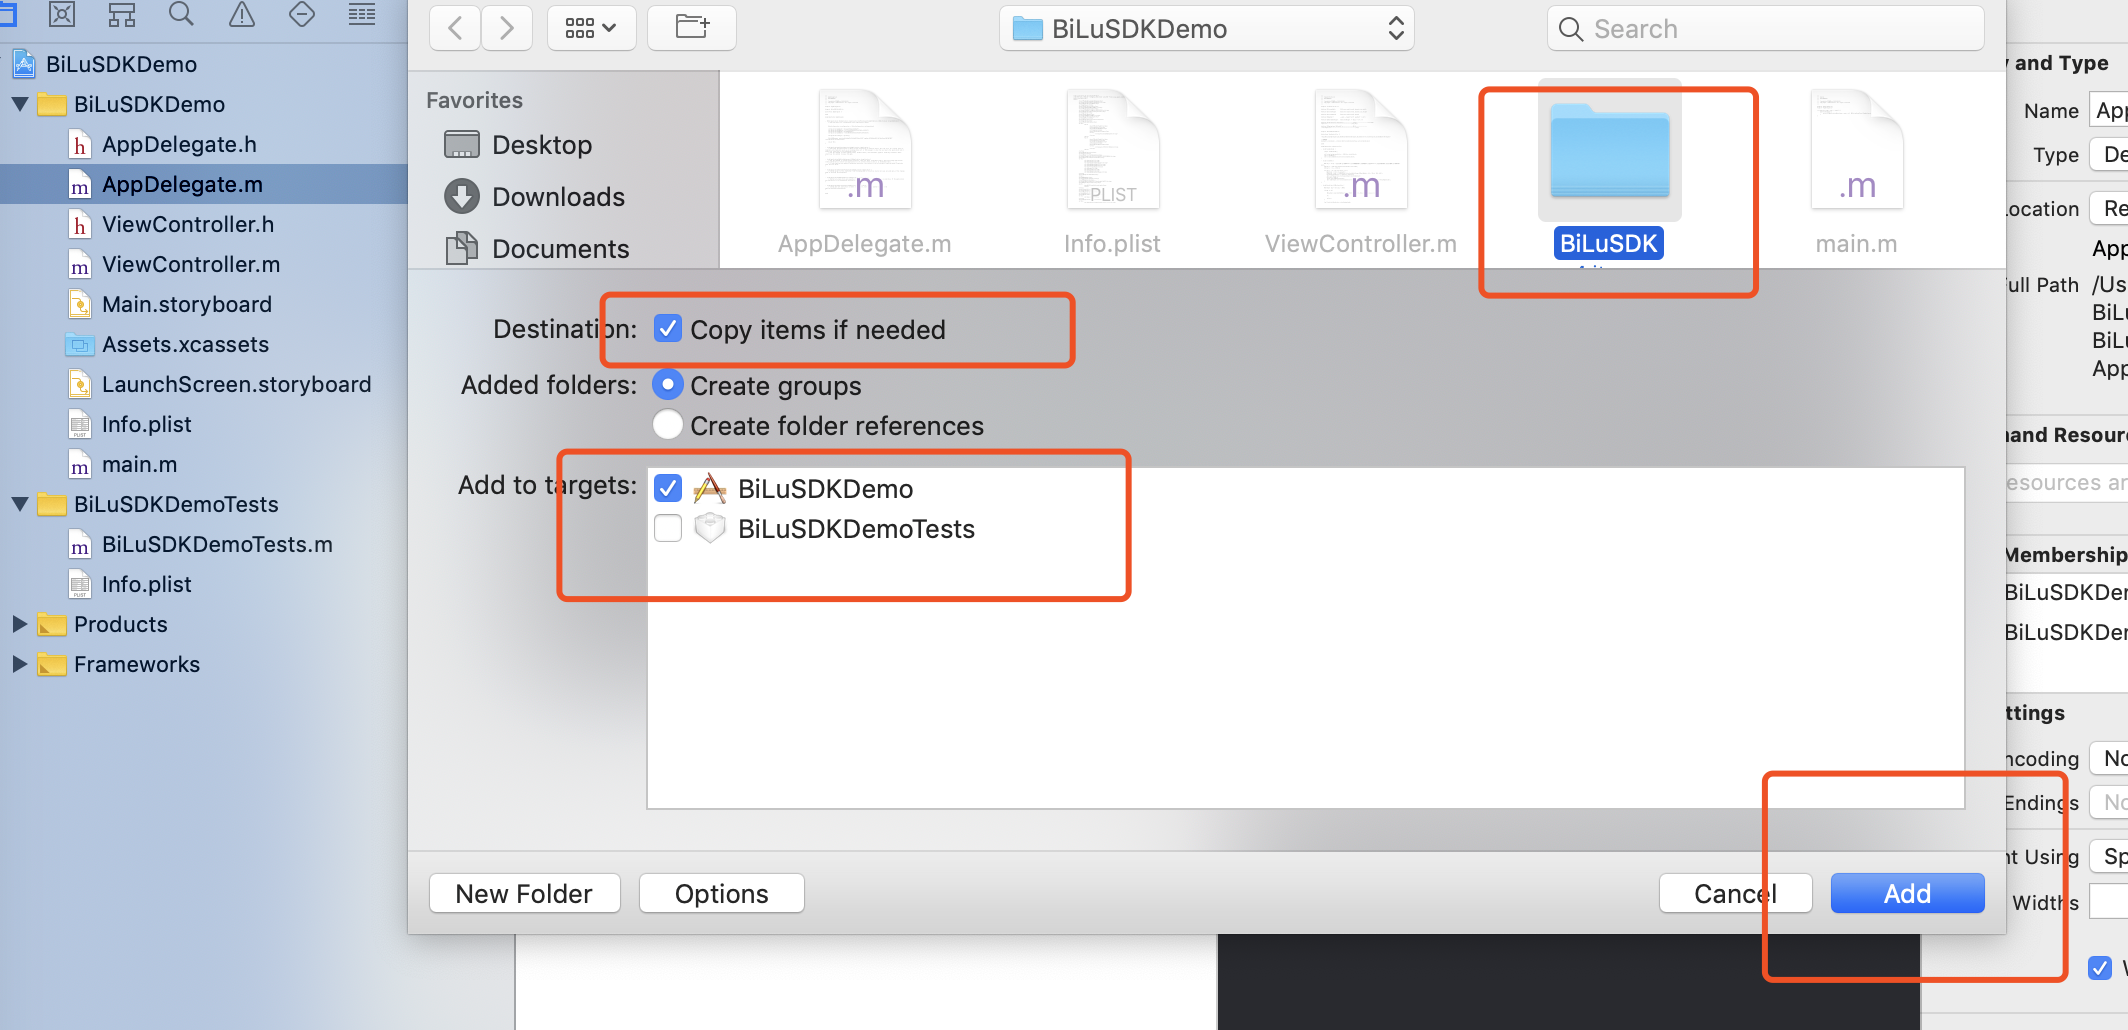 BiLuSDKDemo
BiLuSDKDemo
AppDelegate.h
AppDelegate.m
ViewController.h
ViewController.m
Main.storyboard
Assets.xcassets
LaunchScreen.storyboard
Info.plist
main.m
BiLuSDKDemoTests
BiLuSDKDemoTests.m
Info.plist
Products
Frameworks
BiLuSDKDemo
Search
Favorites
Desktop
Downloads
Documents
.m
AppDelegate.m
PLIST
Info.plist
.m
ViewController.m
BiLuSDK
.m
main.m
Destination: Copy items if needed
Added folders: Create groups
Create folder references
Add to targets: BiLuSDKDemo
BiLuSDKDemoTests
New Folder
Options
Cancel
Add
and Type
Name App
Type De
ocation Re
App
ull Path /Us
BiLu
BiLu
App
and Resour
esources ar
Membership
BiLuSDKDer
BiLuSDKDer
ttings
ncoding No
Endings No
nt Using Sp
Widths